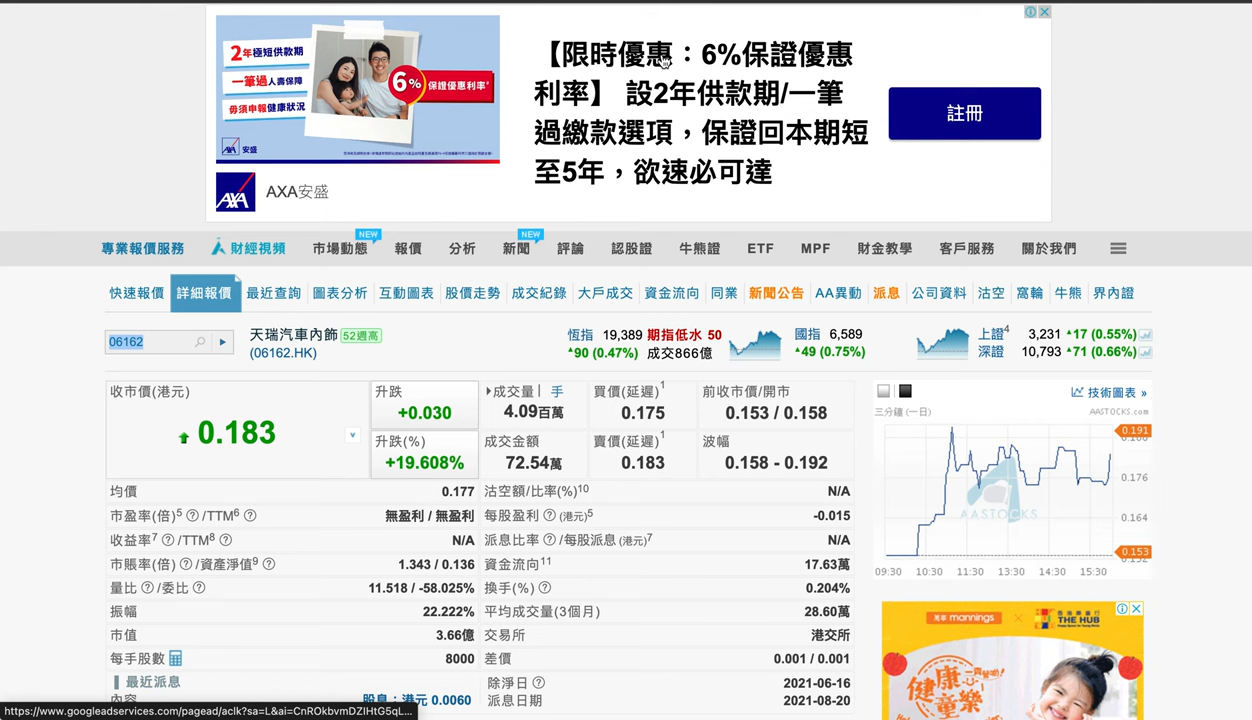 2年極短供款期
一筆過人壽保障
毋須申報健康狀況
6% 保證優惠利率*
AXA 安盛
【限時優惠：6%保證優惠
利率】 設2年供款期/一筆
過繳款選項，保證回本期短
至5年，欲速必可達
註冊
AXA安盛
專業報價服務 財經視頻 市場動態 NEW 報價 分析 新聞 NEW 評論 認股證 牛熊證 ETF MPF 財金教學 客戶服務 關於我們
快速報價 詳細報價 最近查詢 圖表分析 互動圖表 股價走勢 成交紀錄 大戶成交 資金流向 同業 新聞公告 AA異動 派息 公司資料 沽空 窩輪 牛熊 界內證
06162 天瑞汽車內飾 52週高
(06162.HK)
恆指 19,389 期指低水 50
90 (0.47%) 成交866億
國指 6,589
49 (0.75%)
上證4 3,231 17 (0.55%)
深證 10,793 71 (0.66%)
收市價(港元)
0.183
升跌
+0.030
升跌(%)
+19.608%
成交量| 手
4.09百萬
成交金額
72.54萬
買價(延遲)1
0.175
賣價(延遲)1
0.183
前收市價/開市
0.153 / 0.158
波幅
0.158 - 0.192
均價 0.177 沽空額/比率(%)10 N/A
市盈率(倍)5 /TTM6 無盈利 / 無盈利 每股盈利 (港元)5 -0.015
收益率7 /TTM8 N/A 派息比率 /每股派息 (港元)7 N/A
市賬率(倍) /資產淨值9 1.343 / 0.136 資金流向11 17.63萬
量比 /委比 11.518 / -58.025% 換手(%) 0.204%
振幅 22.222% 平均成交量(3個月) 28.60萬
市值 3.66億 交易所 港交所
每手股數 8000 差價 0.001 / 0.001
最近派息 除淨日 2021-06-16
內容 股息：港元 0.0060 派息日期 2021-08-20
技術圖表 »
三分鐘 (一日) AASTOCKS.com
0.191
0.176
0.164
0.153
AASTOCKS
09:30 10:30 11:30 13:30 14:30 15:30
萬寧 mannings × THE HUB
健康
童樂
https://www.googleadservices.com/pagead/aclk?sa=L&ai=CnROkbvmDZIHtG5qL...